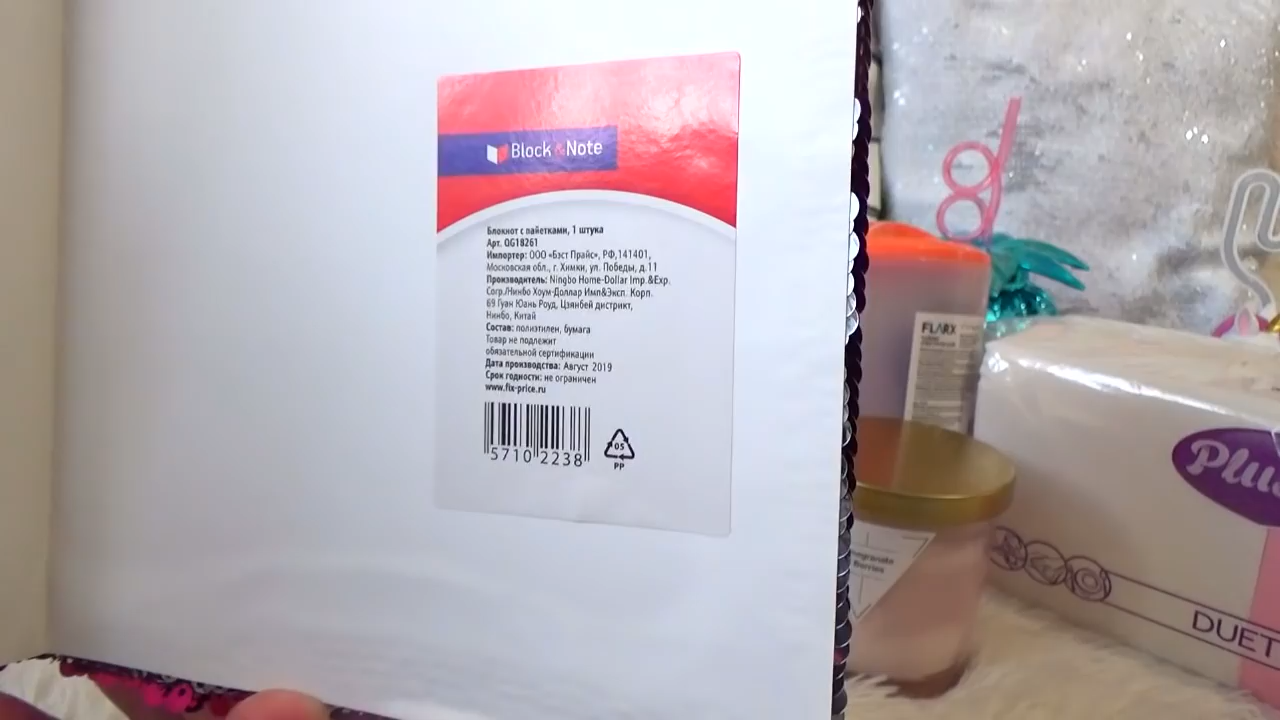 Block&Note
Блокнот с пайетками, 1 штука
Арт. QG18261
Импортер: ООО «Бэст Прайс», РФ,141401,
Московская обл., г. Химки, ул. Победы, д.11
Производитель: Ningbo Home-Dollar Imp.&Exp.
Corp./Нинбо Хоум-Доллар Имп&Эксп. Корп.
69 Гуан Юань Роуд, Цзянбей дистрикт,
Нинбо, Китай
Состав: полиэтилен, бумага
Товар не подлежит
обязательной сертификации
Дата производства: Август 2019
Срок годности: не ограничен
www.fix-price.ru
5710 2238
05
PP
FLARX
Berries
Plu
DUET